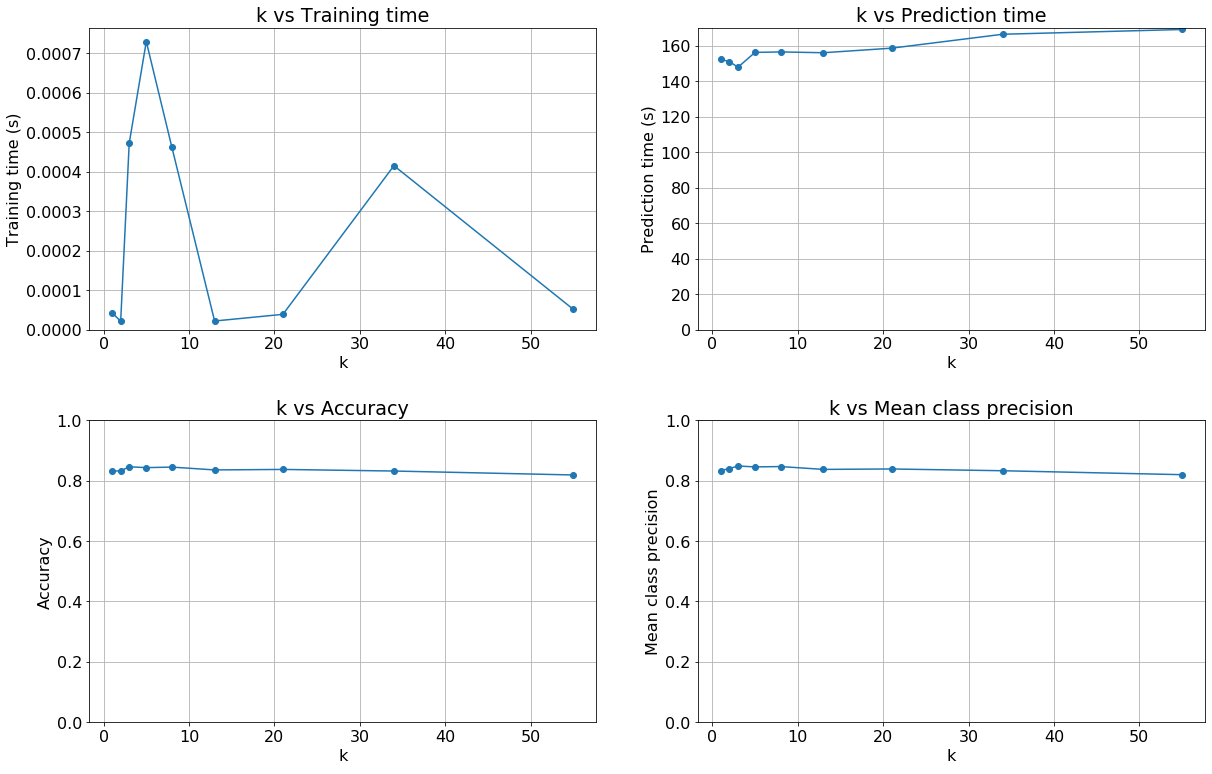 k vs Training time
Training time (s)
0.0007
0.0006
0.0005
0.0004
0.0003
0.0002
0.0001
0.0000
0 10 20 30 40 50
k
k vs Prediction time
Prediction time (s)
160
140
120
100
80
60
40
20
0
0 10 20 30 40 50
k
k vs Accuracy
Accuracy
1.0
0.8
0.6
0.4
0.2
0.0
0 10 20 30 40 50
k
k vs Mean class precision
Mean class precision
1.0
0.8
0.6
0.4
0.2
0.0
0 10 20 30 40 50
k